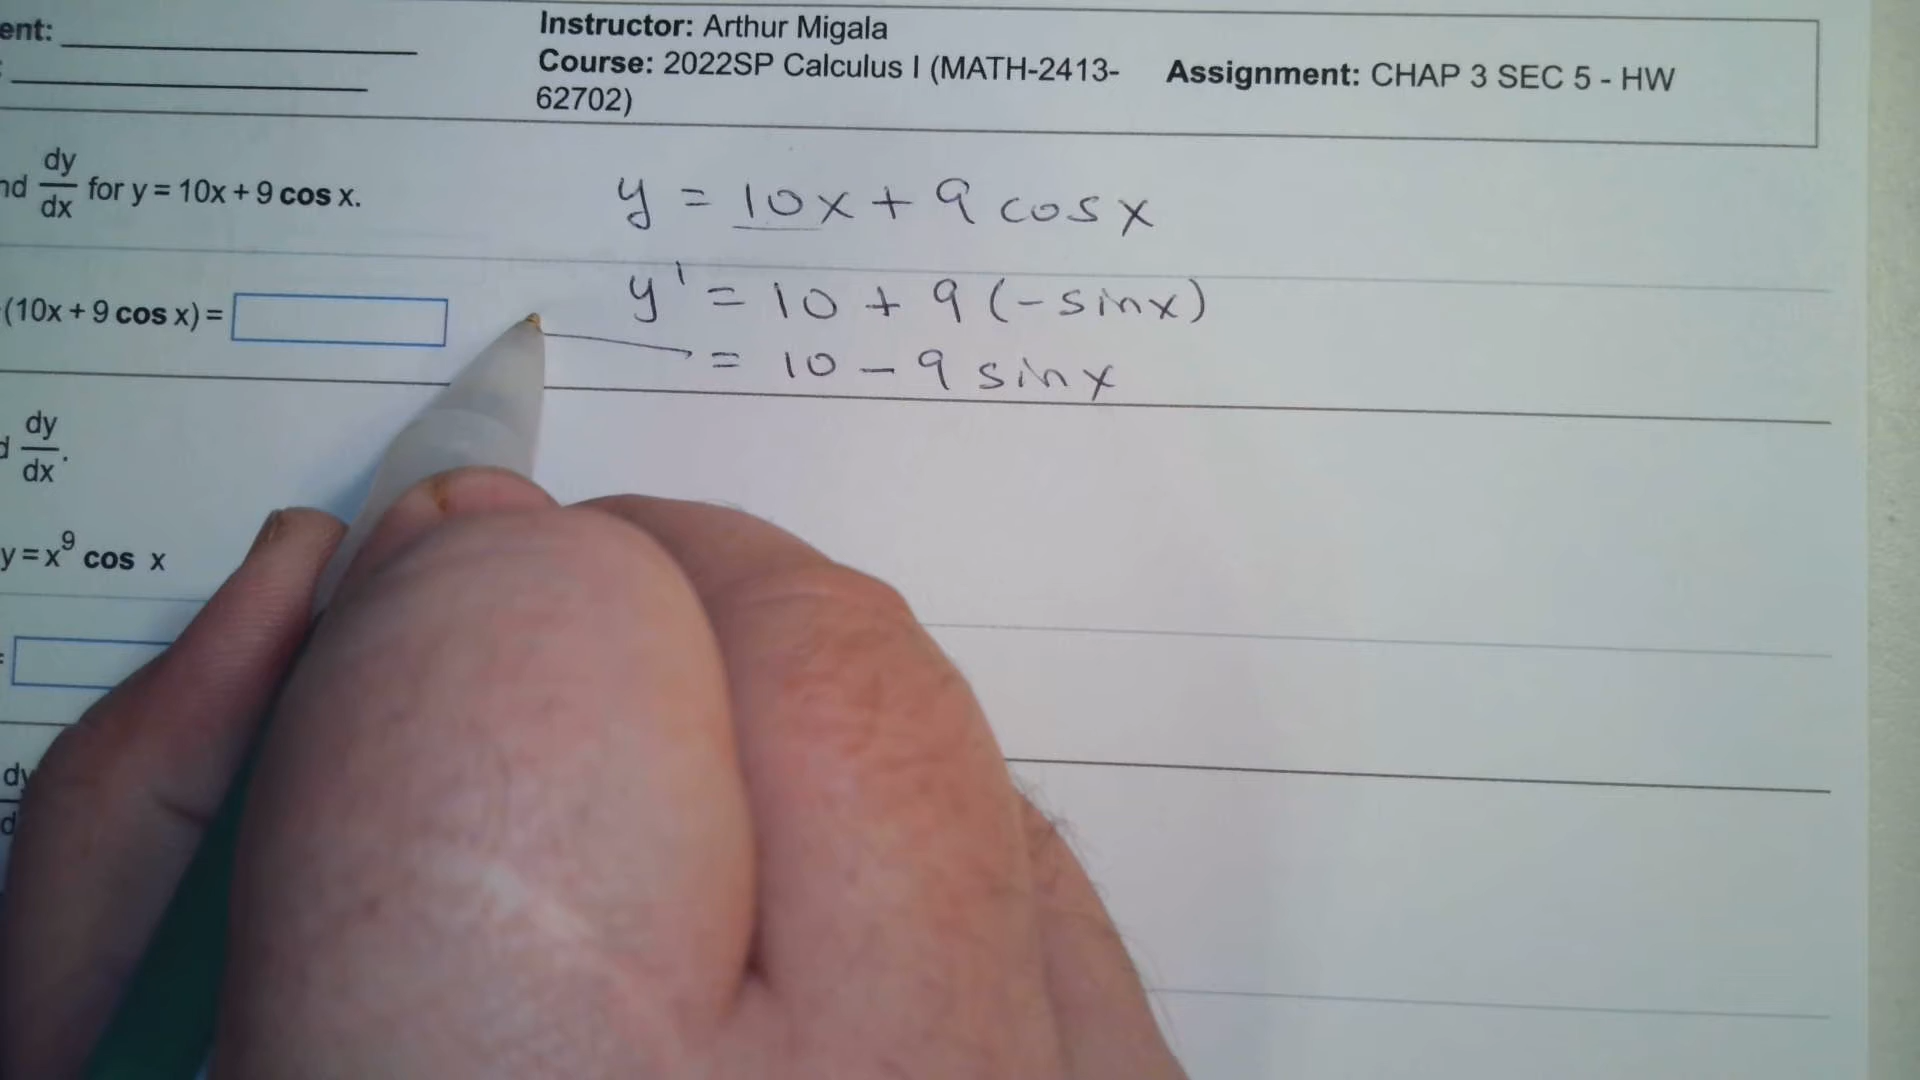 ent:
Instructor: Arthur Migala
Course: 2022SP Calculus I (MATH-2413-
62702)
Assignment: CHAP 3 SEC 5 - HW
nd dy/dx for y = 10x + 9 cos x.
y = 10x + 9 cos x
(10x + 9 cos x) =
y' = 10 + 9 (- sin x)
= 10 - 9 sin x
d dy/dx.
y = x⁹ cos x
=
dy
d